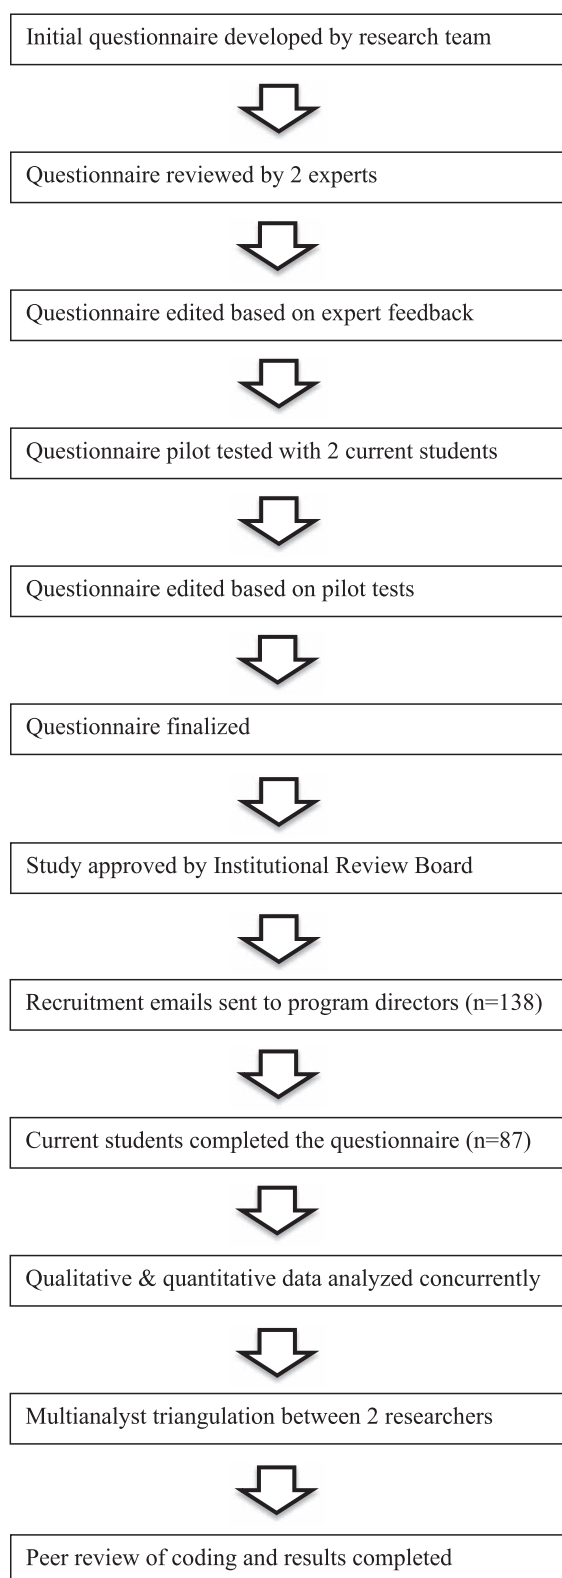 Initial questionnaire developed by research team
Questionnaire reviewed by 2 experts
Questionnaire edited based on expert feedback
Questionnaire pilot tested with 2 current students
Questionnaire edited based on pilot tests
Questionnaire finalized
Study approved by Institutional Review Board
Recruitment emails sent to program directors (n=138)
Current students completed the questionnaire (n=87)
Qualitative & quantitative data analyzed concurrently
Multianalyst triangulation between 2 researchers
Peer review of coding and results completed